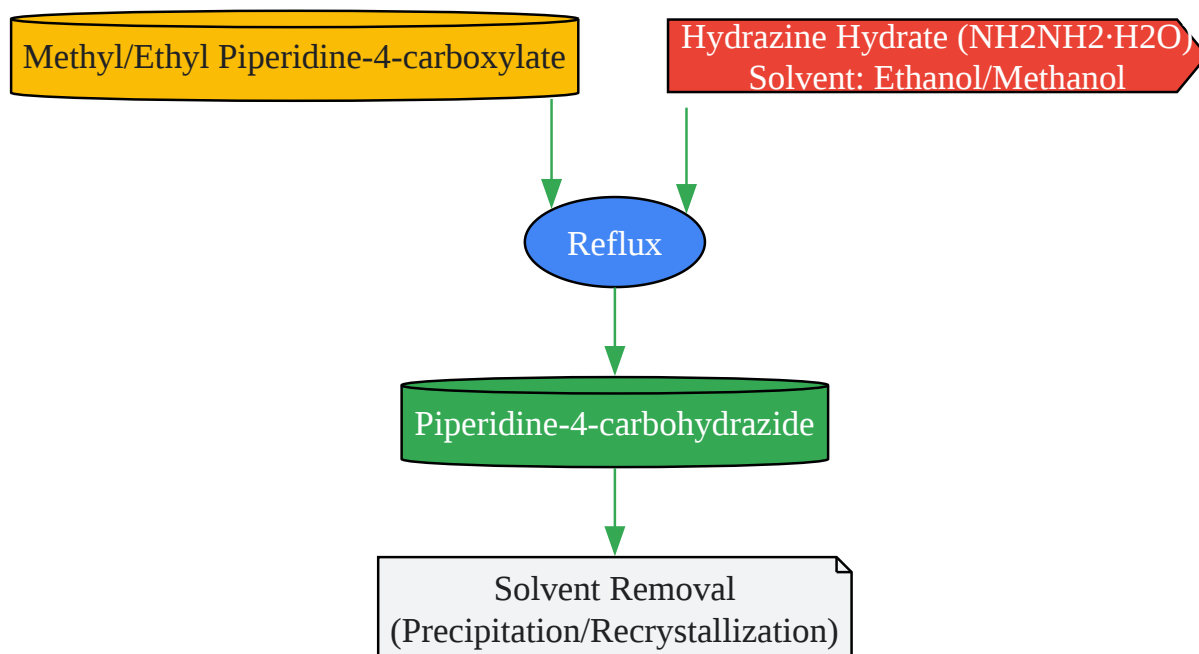 Methyl/Ethyl Piperidine-4-carboxylate
Hydrazine Hydrate (NH2NH2·H2O)
Solvent: Ethanol/Methanol
Reflux
Piperidine-4-carbohydrazide
Solvent Removal
(Precipitation/Recrystallization)